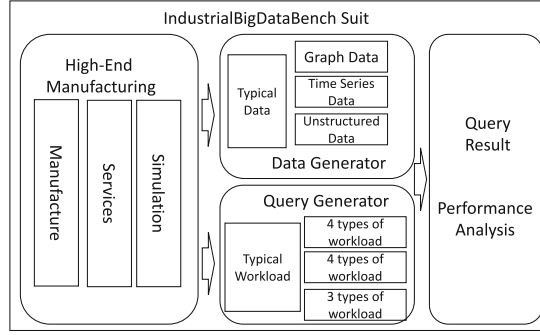 IndustrialBigDataBench Suit
High-End
Manufacturing
Manufacture
Services
Simulation
Typical
Data
Graph Data
Time Series
Data
Unstructured
Data
Data Generator
Query Generator
Typical
Workload
4 types of
workload
4 types of
workload
3 types of
workload
Query
Result
Performance
Analysis